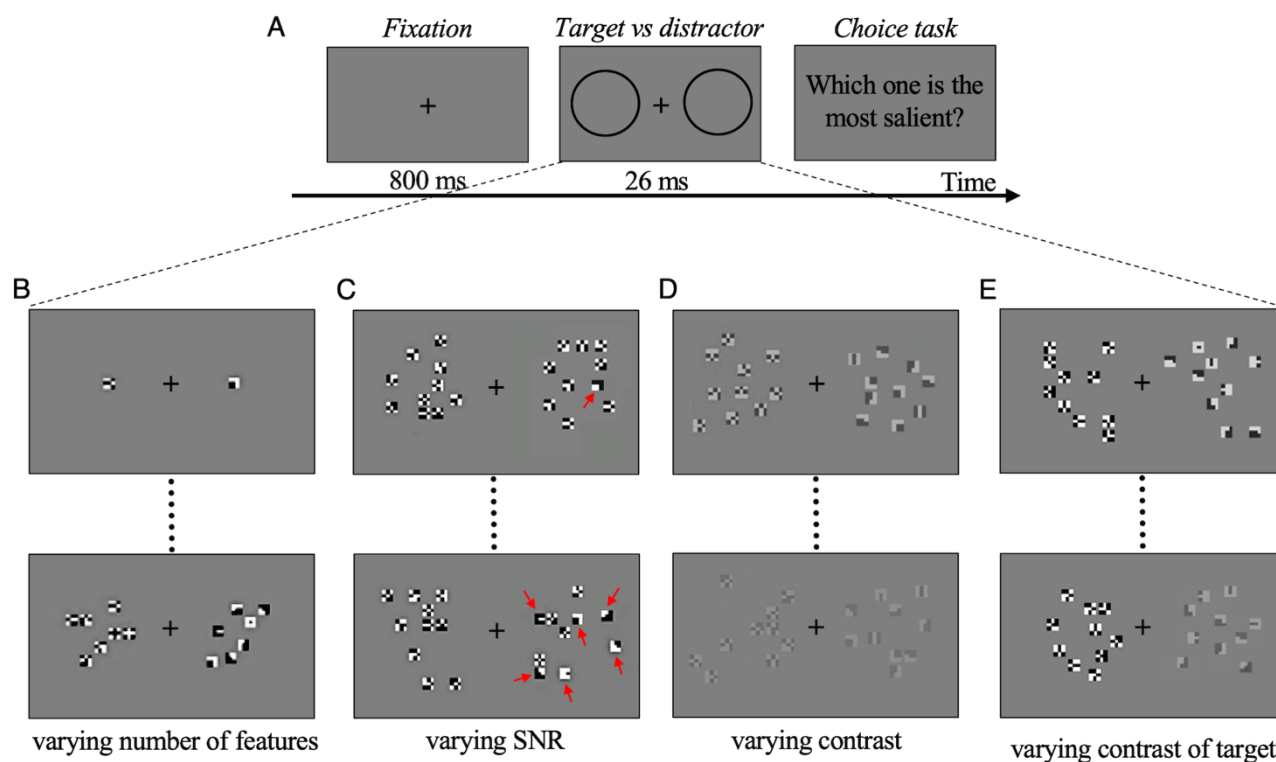 A
Fixation
Target vs distractor
Choice task
+
+
Which one is the
most salient?
800 ms
26 ms
Time
B
C
D
E
+
+
+
+
+
+
+
+
varying number of features
varying SNR
varying contrast
varying contrast of target